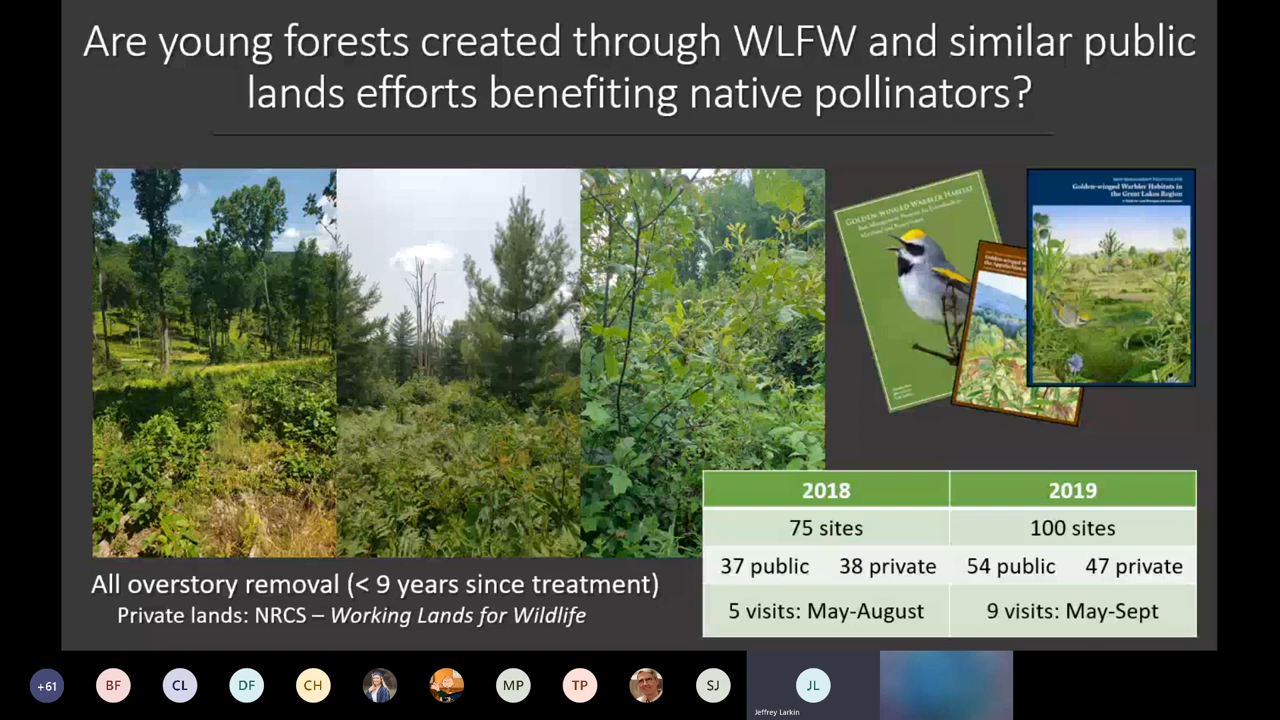 Are young forests created through WLFW and similar public
lands efforts benefiting native pollinators?
GOLDEN-WINGED WARBLER HABITAT
Golden-winged Warbler Habitats in
the Great Lakes Region
2018 2019
75 sites 100 sites
37 public 38 private 54 public 47 private
5 visits: May-August 9 visits: May-Sept
All overstory removal (< 9 years since treatment)
Private lands: NRCS – Working Lands for Wildlife
+61 BF CL DF CH MP TP SJ JL
Jeffrey Larkin